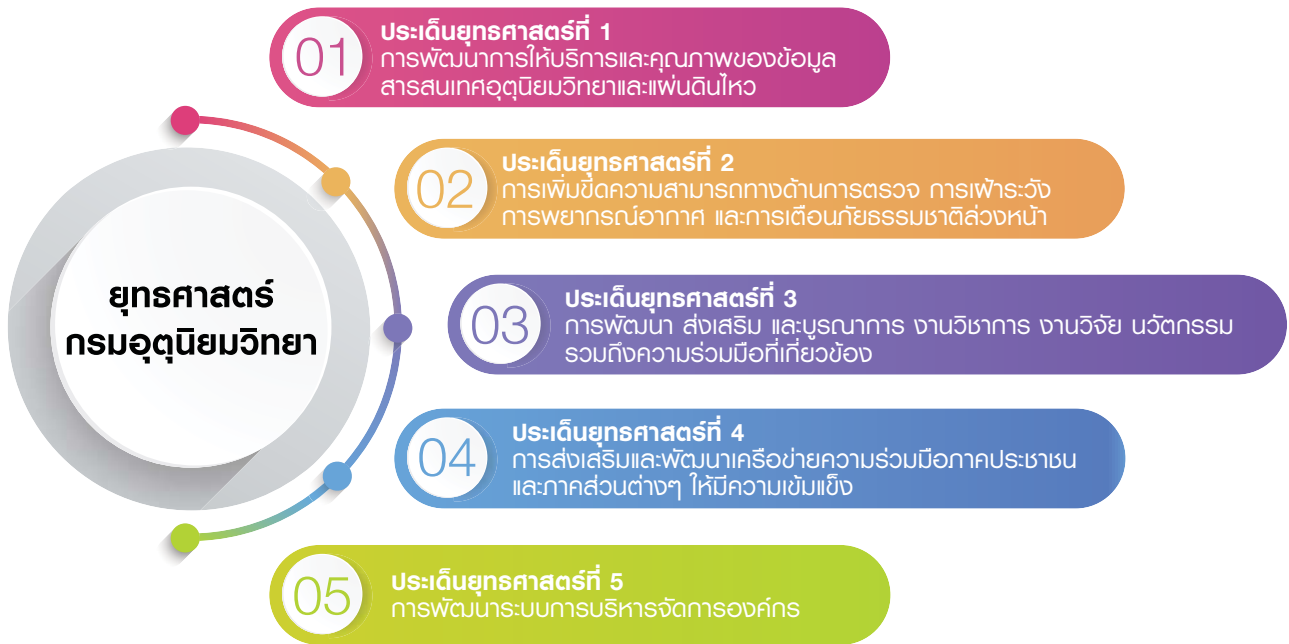 01
ประเด็นยุทธศาสตร์ที่ 1
การพัฒนาการให้บริการและคุณภาพของข้อมูล
สารสนเทศอุตุนิยมวิทยาและแผ่นดินไหว
02
ประเด็นยุทธศาสตร์ที่ 2
การเพิ่มขีดความสามารถทางด้านการตรวจ การเฝ้าระวัง
การพยากรณ์อากาศ และการเตือนภัยธรรมชาติล่วงหน้า
ยุทธศาสตร์
กรมอุตุนิยมวิทยา
03
ประเด็นยุทธศาสตร์ที่ 3
การพัฒนา ส่งเสริม และบูรณาการ งานวิชาการ งานวิจัย นวัตกรรม
รวมถึงความร่วมมือที่เกี่ยวข้อง
04
ประเด็นยุทธศาสตร์ที่ 4
การส่งเสริมและพัฒนาเครือข่ายความร่วมมือภาคประชาชน
และภาคส่วนต่างๆ ให้มีความเข้มแข็ง
05
ประเด็นยุทธศาสตร์ที่ 5
การพัฒนาระบบการบริหารจัดการองค์กร